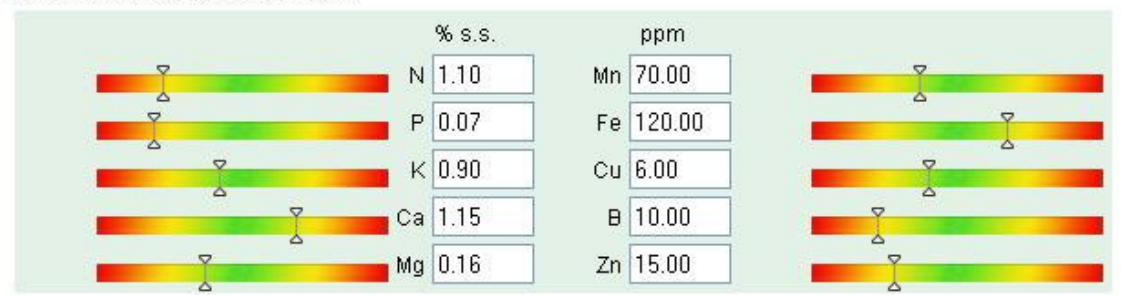 % s.s. ppm
N 1.10 Mn 70.00
P 0.07 Fe 120.00
K 0.90 Cu 6.00
Ca 1.15 B 10.00
Mg 0.16 Zn 15.00